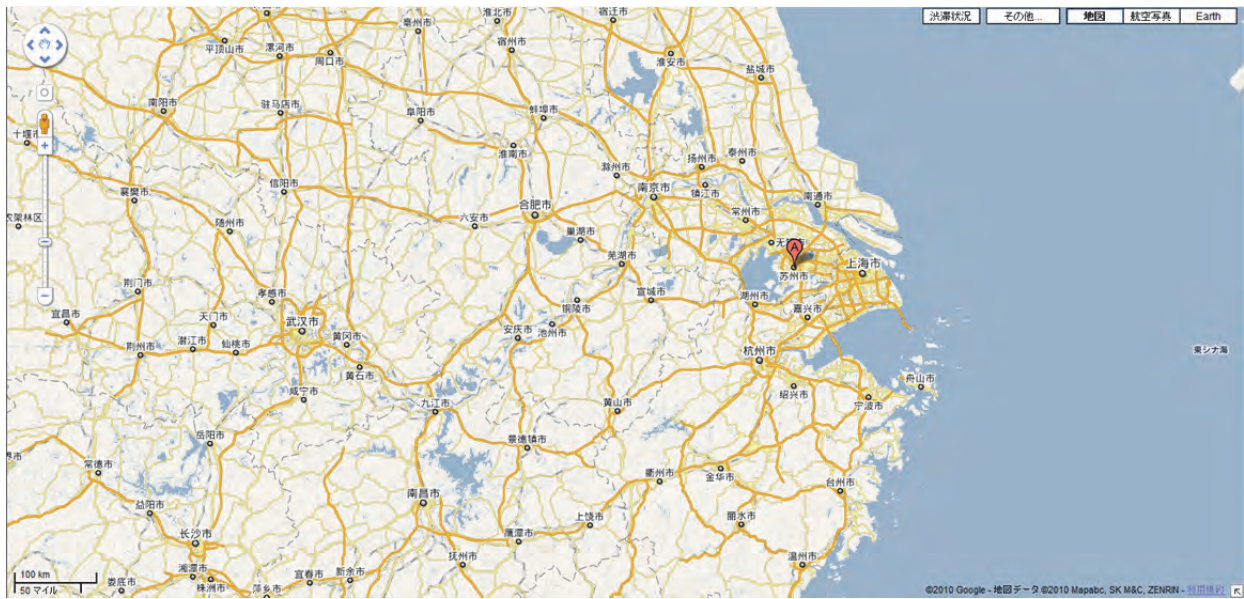 渋滞状況
その他...
地図
航空写真
Earth
亳州市
淮北市
宿迁市
平顶山市
漯河市
周口市
宿州市
淮安市
盐城市
南阳市
驻马店市
阜阳市
蚌埠市
十堰市
淮南市
滁州市
扬州市
泰州市
襄樊市
信阳市
南京市
镇江市
南通市
农架林区
随州市
六安市
合肥市
巢湖市
常州市
芜湖市
A
苏州市
上海市
荆门市
孝感市
宣城市
湖州市
宜昌市
天门市
武汉市
铜陵市
嘉兴市
荆州市
潜江市
仙桃市
黄冈市
安庆市
池州市
杭州市
東シナ海
黄石市
舟山市
咸宁市
绍兴市
宁波市
九江市
黄山市
岳阳市
景德镇市
常德市
衢州市
金华市
台州市
益阳市
南昌市
上饶市
丽水市
长沙市
鹰潭市
抚州市
温州市
湘潭市
株洲市
娄底市
萍乡市
宜春市
新余市
100 km
50 マイル
©2010 Google - 地図データ ©2010 Mapabc, SK M&C, ZENRIN - 利用規約